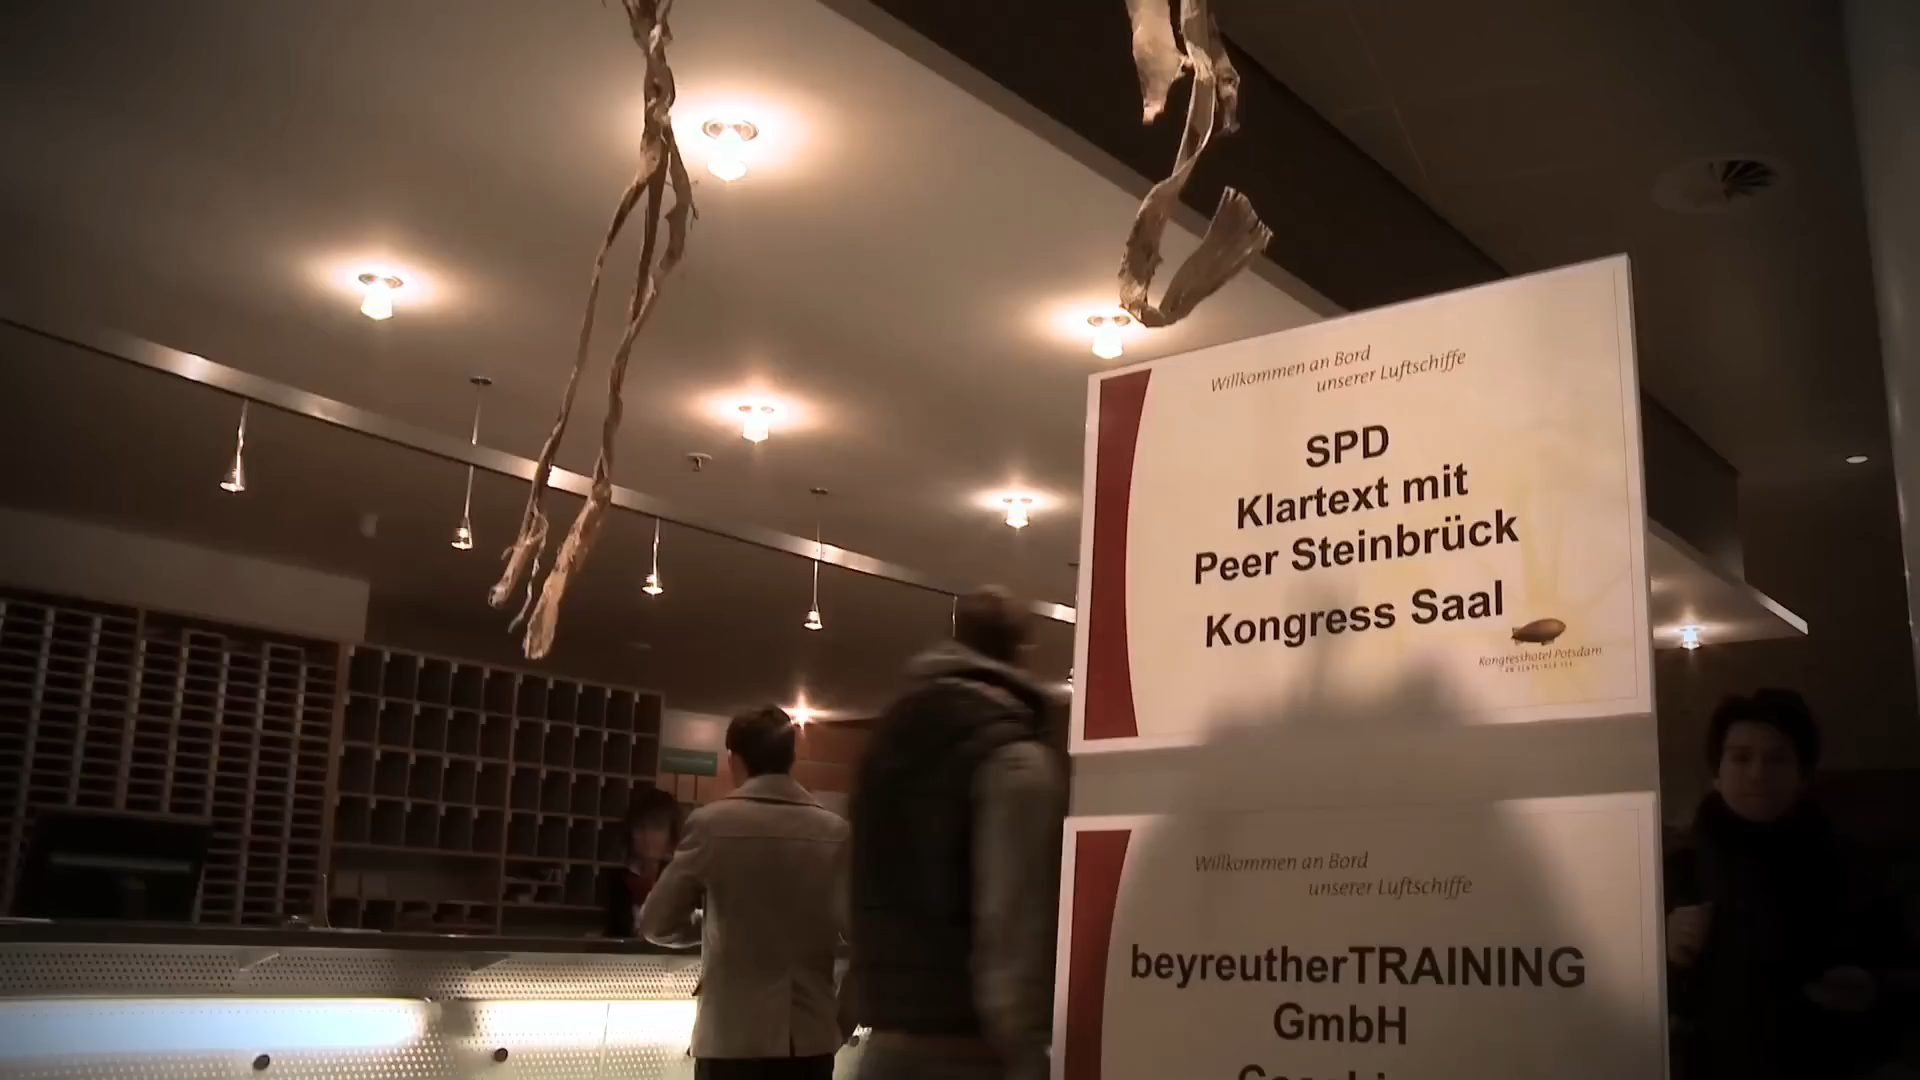 Willkommen an Bord
unserer Luftschiffe
SPD
Klartext mit
Peer Steinbrück
Kongress Saal
Kongresshotel Potsdam
Willkommen an Bord
unserer Luftschiffe
beyreutherTRAINING
GmbH